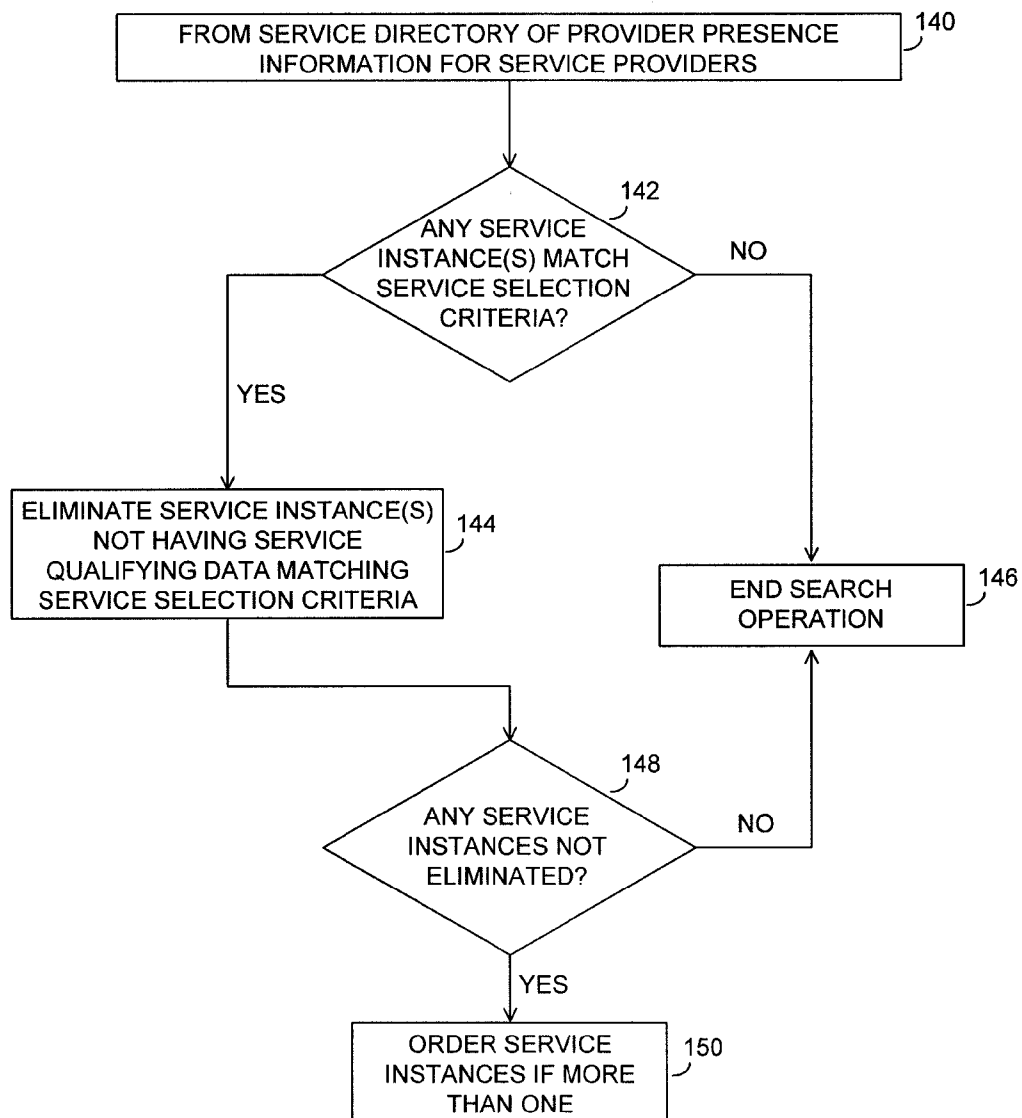 FROM SERVICE DIRECTORY OF PROVIDER PRESENCE
INFORMATION FOR SERVICE PROVIDERS
140
142
ANY SERVICE
INSTANCE(S) MATCH
SERVICE SELECTION
CRITERIA?
NO
YES
ELIMINATE SERVICE INSTANCE(S)
NOT HAVING SERVICE
QUALIFYING DATA MATCHING
SERVICE SELECTION CRITERIA
144
END SEARCH
OPERATION
146
148
ANY SERVICE
INSTANCES NOT
ELIMINATED?
NO
YES
ORDER SERVICE
INSTANCES IF MORE
THAN ONE
150